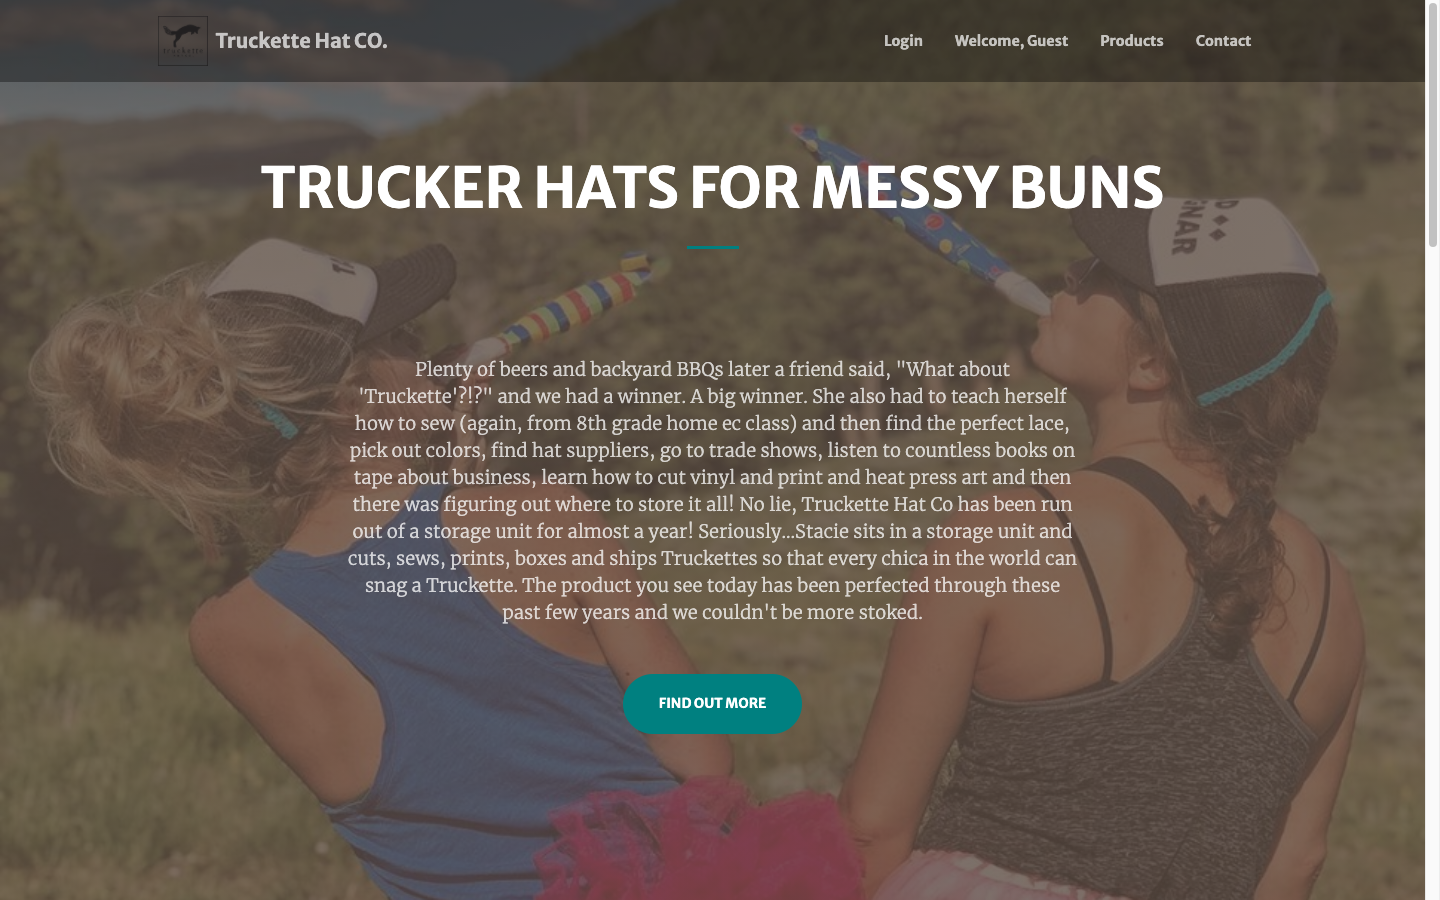 Truckette Hat CO.
Login
Welcome, Guest
Products
Contact
TRUCKER HATS FOR MESSY BUNS
GNAR
Plenty of beers and backyard BBQs later a friend said, "What about
'Truckette'?!?" and we had a winner. A big winner. She also had to teach herself
how to sew (again, from 8th grade home ec class) and then find the perfect lace,
pick out colors, find hat suppliers, go to trade shows, listen to countless books on
tape about business, learn how to cut vinyl and print and heat press art and then
there was figuring out where to store it all! No lie, Truckette Hat Co has been run
out of a storage unit for almost a year! Seriously...Stacie sits in a storage unit and
cuts, sews, prints, boxes and ships Truckettes so that every chica in the world can
snag a Truckette. The product you see today has been perfected through these
past few years and we couldn't be more stoked.
FIND OUT MORE